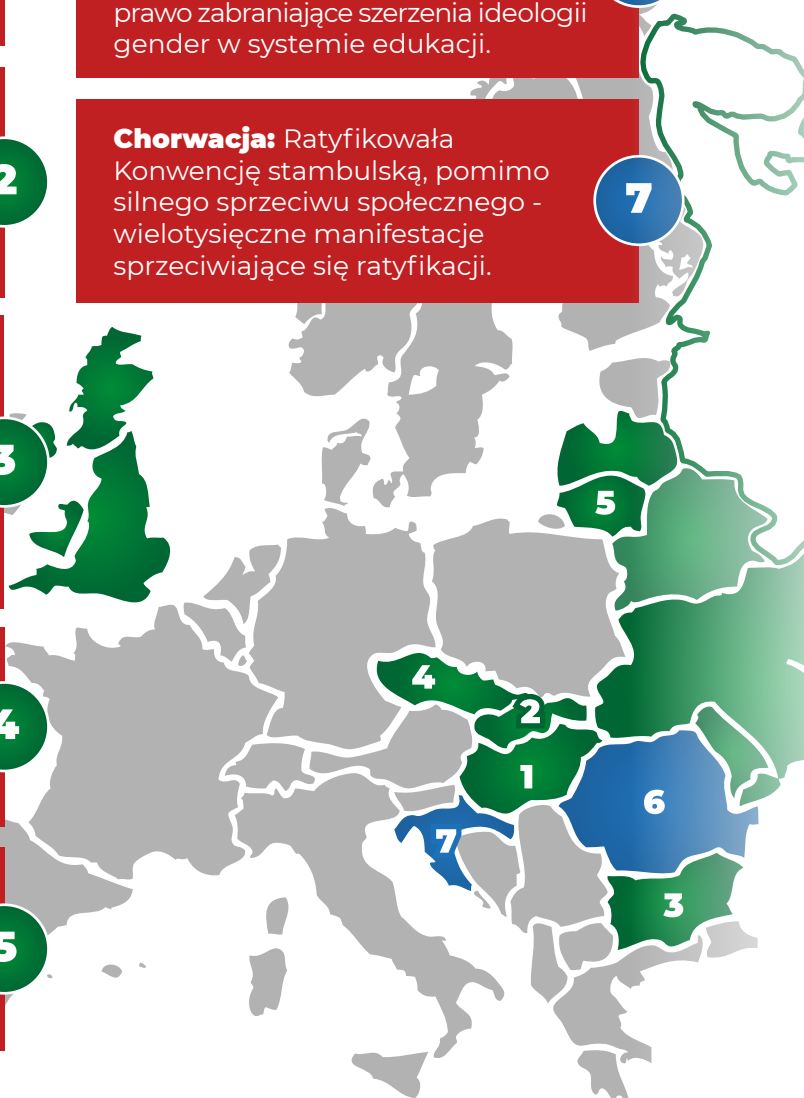 prawo zabraniające szerzenia ideologii
gender w systemie edukacji.
Chorwacja: Ratyfikowała
Konwencję stambulską, pomimo
silnego sprzeciwu społecznego -
wielotysięczne manifestacje
sprzeciwiające się ratyfikacji.
7
2
3
4
5
5
4
2
1
6
7
3